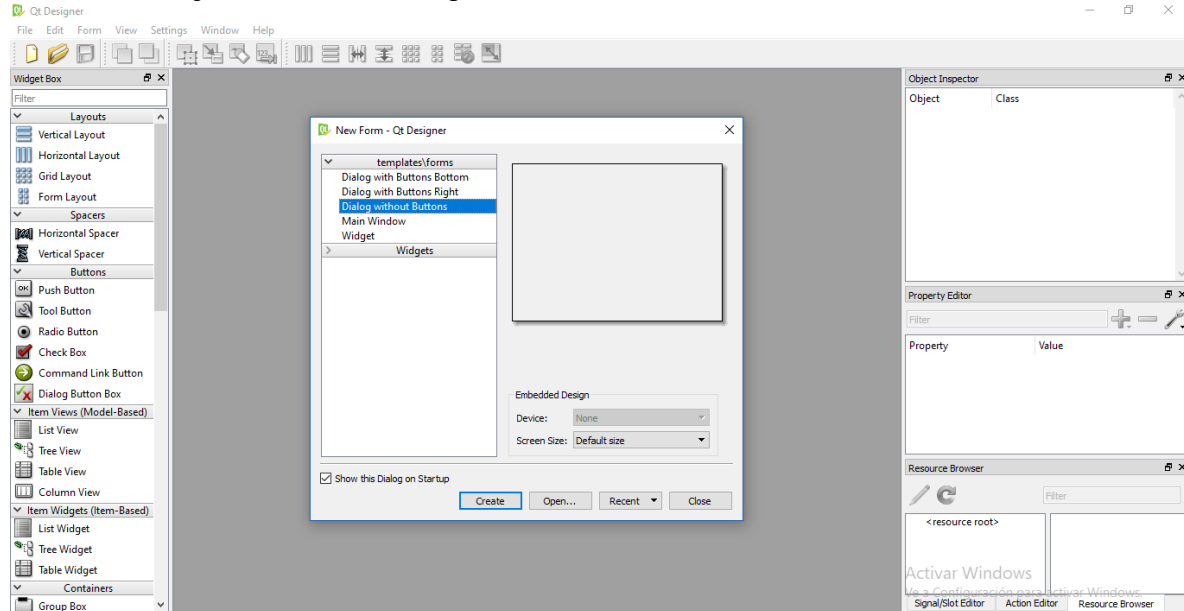 Qt Designer
File Edit Form View Settings Window Help
Widget Box
Filter
Layouts
Vertical Layout
Horizontal Layout
Grid Layout
Form Layout
Spacers
Horizontal Spacer
Vertical Spacer
Buttons
OK Push Button
Tool Button
Radio Button
Check Box
Command Link Button
Dialog Button Box
Item Views (Model-Based)
List View
Tree View
Table View
Column View
Item Widgets (Item-Based)
List Widget
Tree Widget
Table Widget
Containers
Group Box
New Form - Qt Designer
templates\forms
Dialog with Buttons Bottom
Dialog with Buttons Right
Dialog without Buttons
Main Window
Widget
Widgets
Embedded Design
Device: None
Screen Size: Default size
Show this Dialog on Startup
Create Open... Recent Close
Object Inspector
Object Class
Property Editor
Filter
Property Value
Resource Browser
Filter
<resource root>
Activar Windows
Ve a Configuración para activar Windows.
Signal/Slot Editor Action Editor Resource Browser